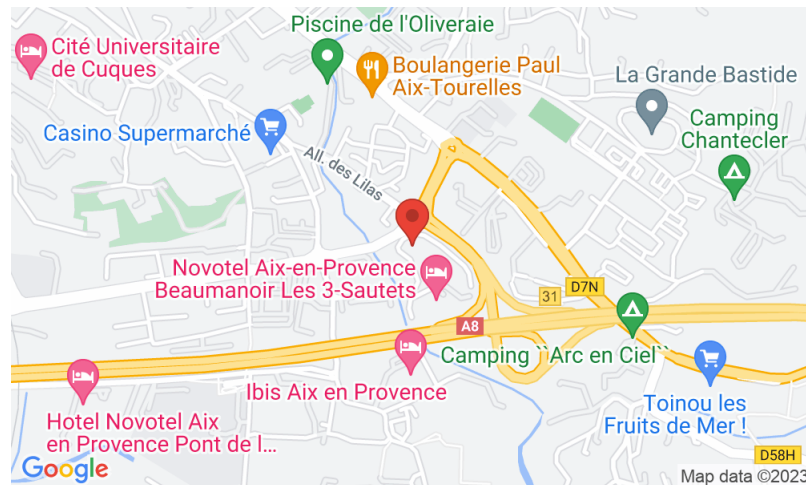 Piscine de l'Oliveraie
Cité Universitaire
de Cuques
Boulangerie Paul
Aix-Tourelles
La Grande Bastide
Camping
Chantecler
Casino Supermarché
All. des Lilas
Novotel Aix-en-Provence
Beaumanoir Les 3-Sautets
31
D7N
A8
Camping ``Arc en Ciel``
Ibis Aix en Provence
Toinou les
Fruits de Mer !
Hotel Novotel Aix
en Provence Pont de l...
D58H
Google
Map data ©2023